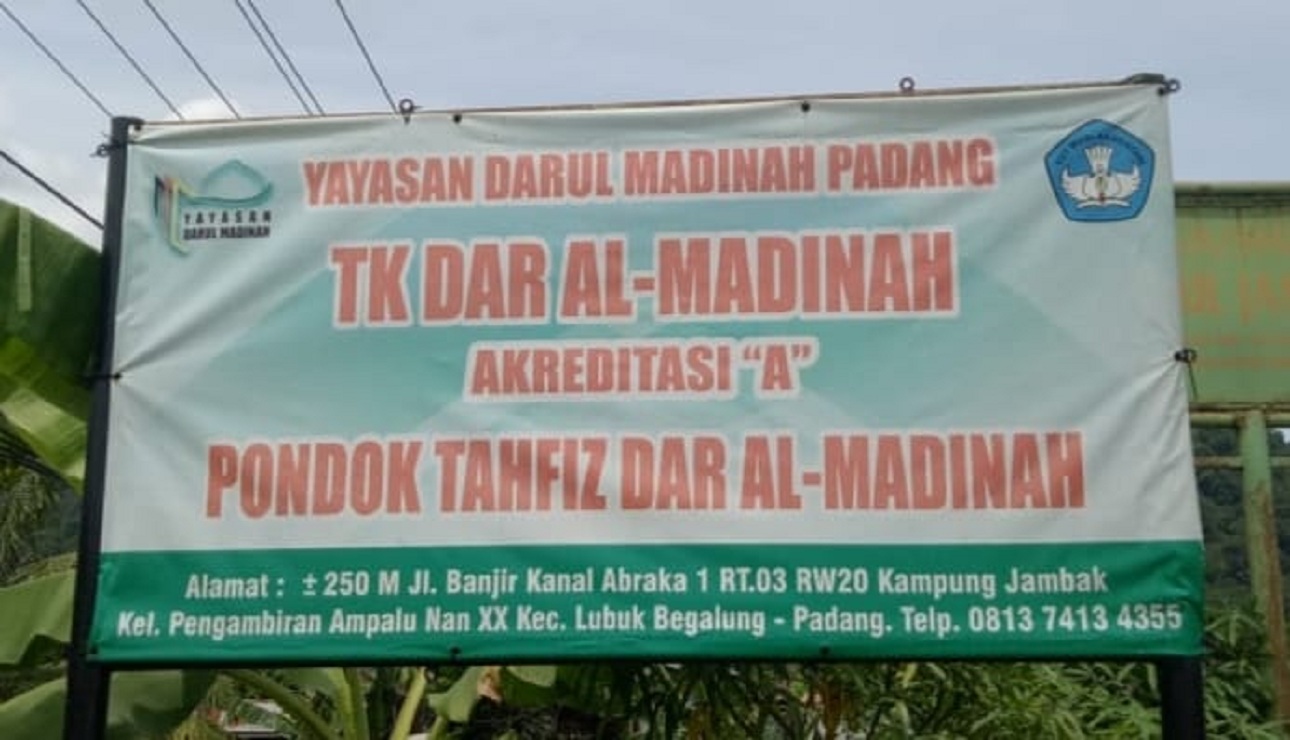 YAYASAN DARUL MADINAH PADANG
YAYASAN
DARUL MADINAH
TK DAR AL-MADINAH
AKREDITASI “A”
PONDOK TAHFIZ DAR AL-MADINAH
Alamat : ± 250 M Jl. Banjir Kanal Abraka 1 RT.03 RW20 Kampung Jambak
Kel. Pengambiran Ampalu Nan XX Kec. Lubuk Begalung - Padang. Telp. 0813 7413 4355